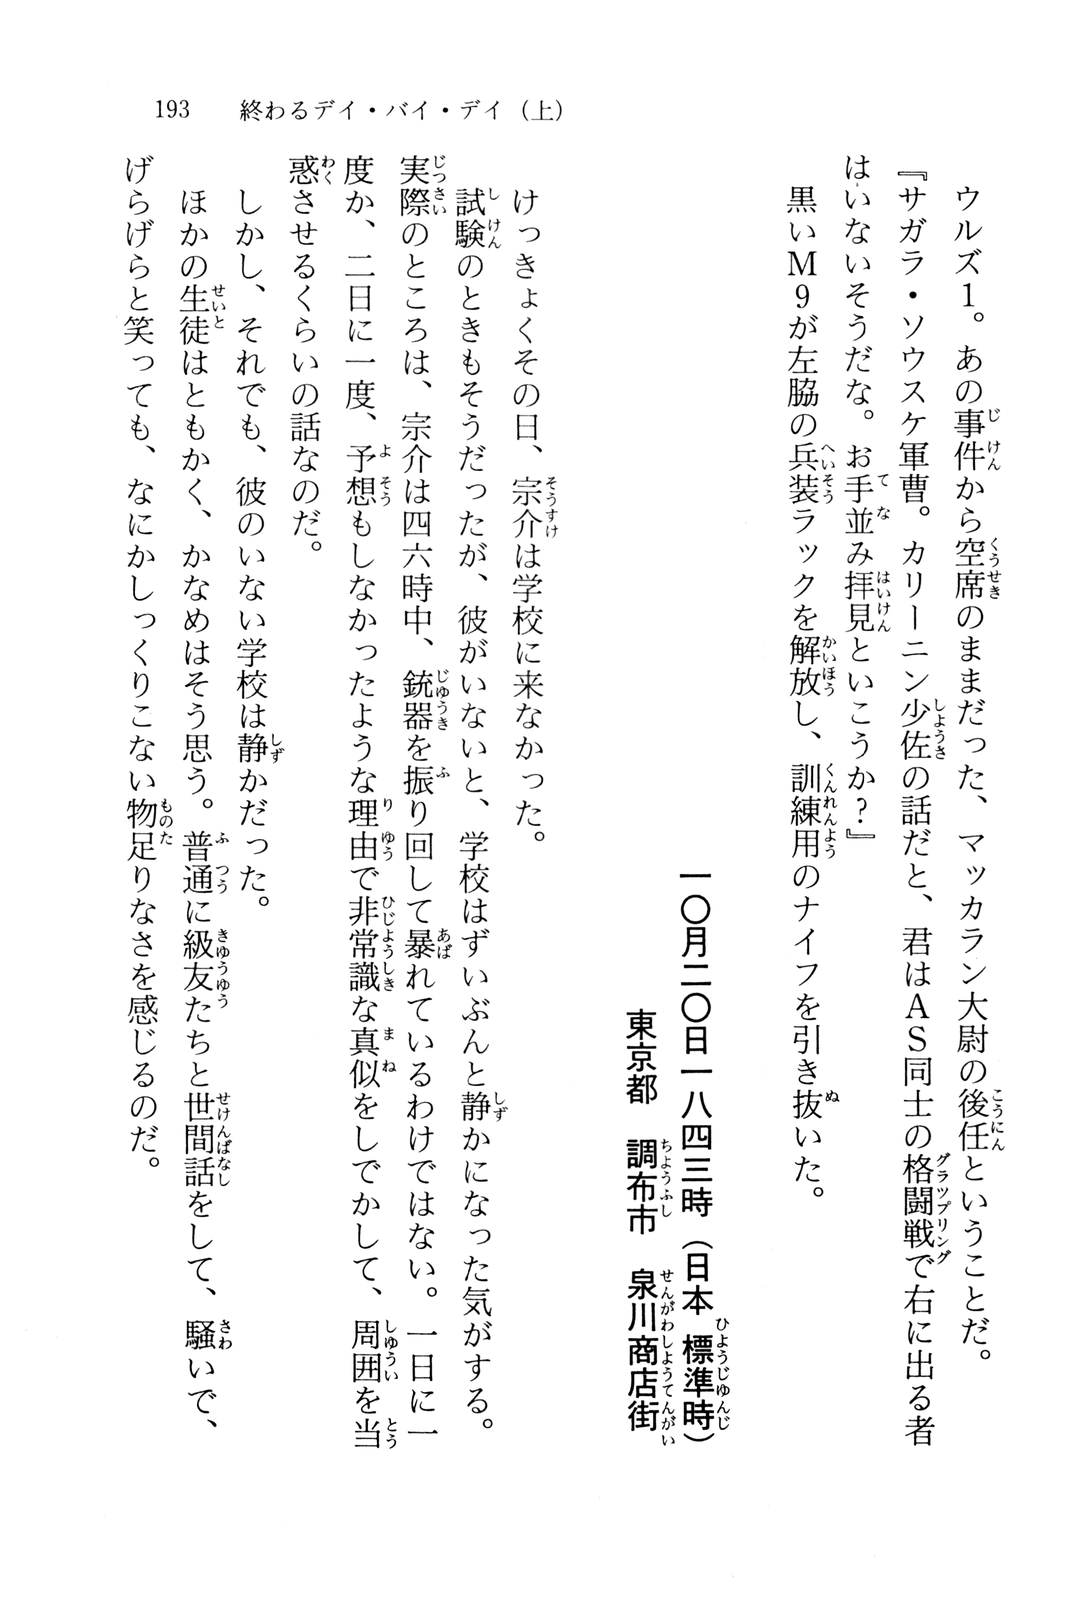 193　終わるデイ・バイ・デイ（上）
　ウルズ１。あの事件から空席のままだった、マッカラン大尉の後任ということだ。
『サガラ・ソウスケ軍曹。カリーニン少佐の話だと、君はＡＳ同士の格闘戦で右に出る者
はいないそうだな。お手並み拝見といこうか？』
　黒いＭ９が左脇の兵装ラックを解放し、訓練用のナイフを引き抜いた。
一〇月二〇日一八四三時（日本標準時）
東京都　調布市　泉川商店街
　けっきょくその日、宗介は学校に来なかった。
　試験のときもそうだったが、彼がいないと、学校はずいぶんと静かになった気がする。
実際のところは、宗介は四六時中、銃器を振り回して暴れているわけではない。一日に一
度か、二日に一度、予想もしなかったような理由で非常識な真似をしでかして、周囲を当
惑させるくらいの話なのだ。
　しかし、それでも、彼のいない学校は静かだった。
　ほかの生徒はともかく、かなめはそう思う。普通に級友たちと世間話をして、騒いで、
げらげらと笑っても、なにかしっくりこない物足りなさを感じるのだ。